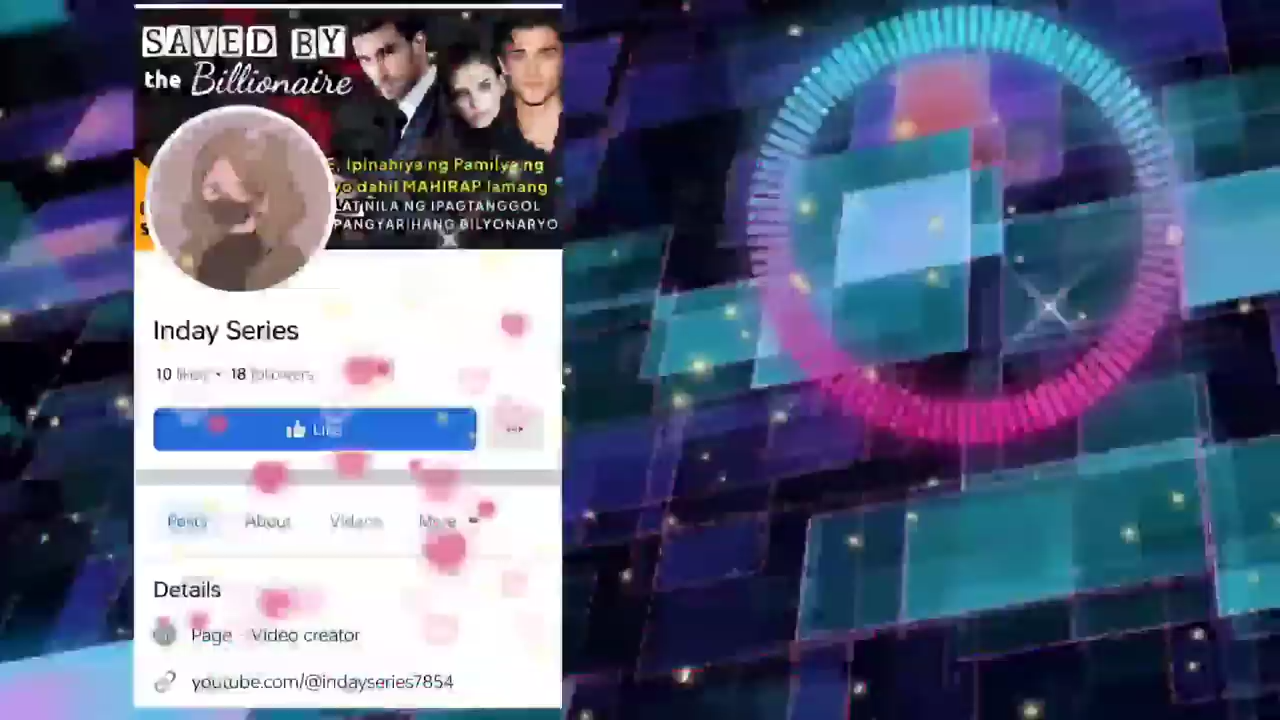 SAVED BY
the Billionaire
E, Ipinahiya ng Pamilya ng
yo dahil MAHIRAP lamang
NILA NG IPAGTANGGOL
PANGYARIHANG BILYONARYO
Inday Series
10 likes • 18 followers
Like
Posts About Videos More
Details
Page · Video creator
youtube.com/@indayseries7854